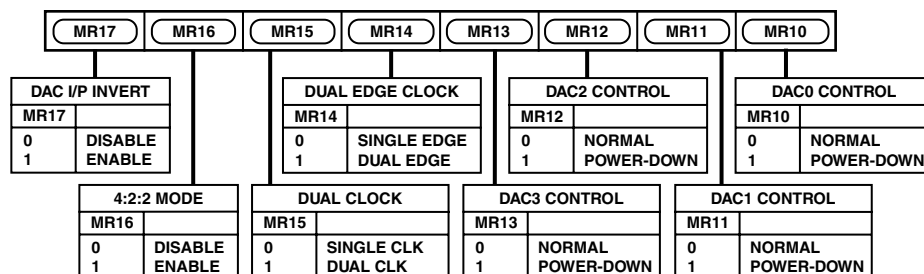 MR17 MR16 MR15 MR14 MR13 MR12 MR11 MR10
DAC I/P INVERT
MR17
0 DISABLE
1 ENABLE
DUAL EDGE CLOCK
MR14
0 SINGLE EDGE
1 DUAL EDGE
DAC2 CONTROL
MR12
0 NORMAL
1 POWER-DOWN
DAC0 CONTROL
MR10
0 NORMAL
1 POWER-DOWN
4:2:2 MODE
MR16
0 DISABLE
1 ENABLE
DUAL CLOCK
MR15
0 SINGLE CLK
1 DUAL CLK
DAC3 CONTROL
MR13
0 NORMAL
1 POWER-DOWN
DAC1 CONTROL
MR11
0 NORMAL
1 POWER-DOWN